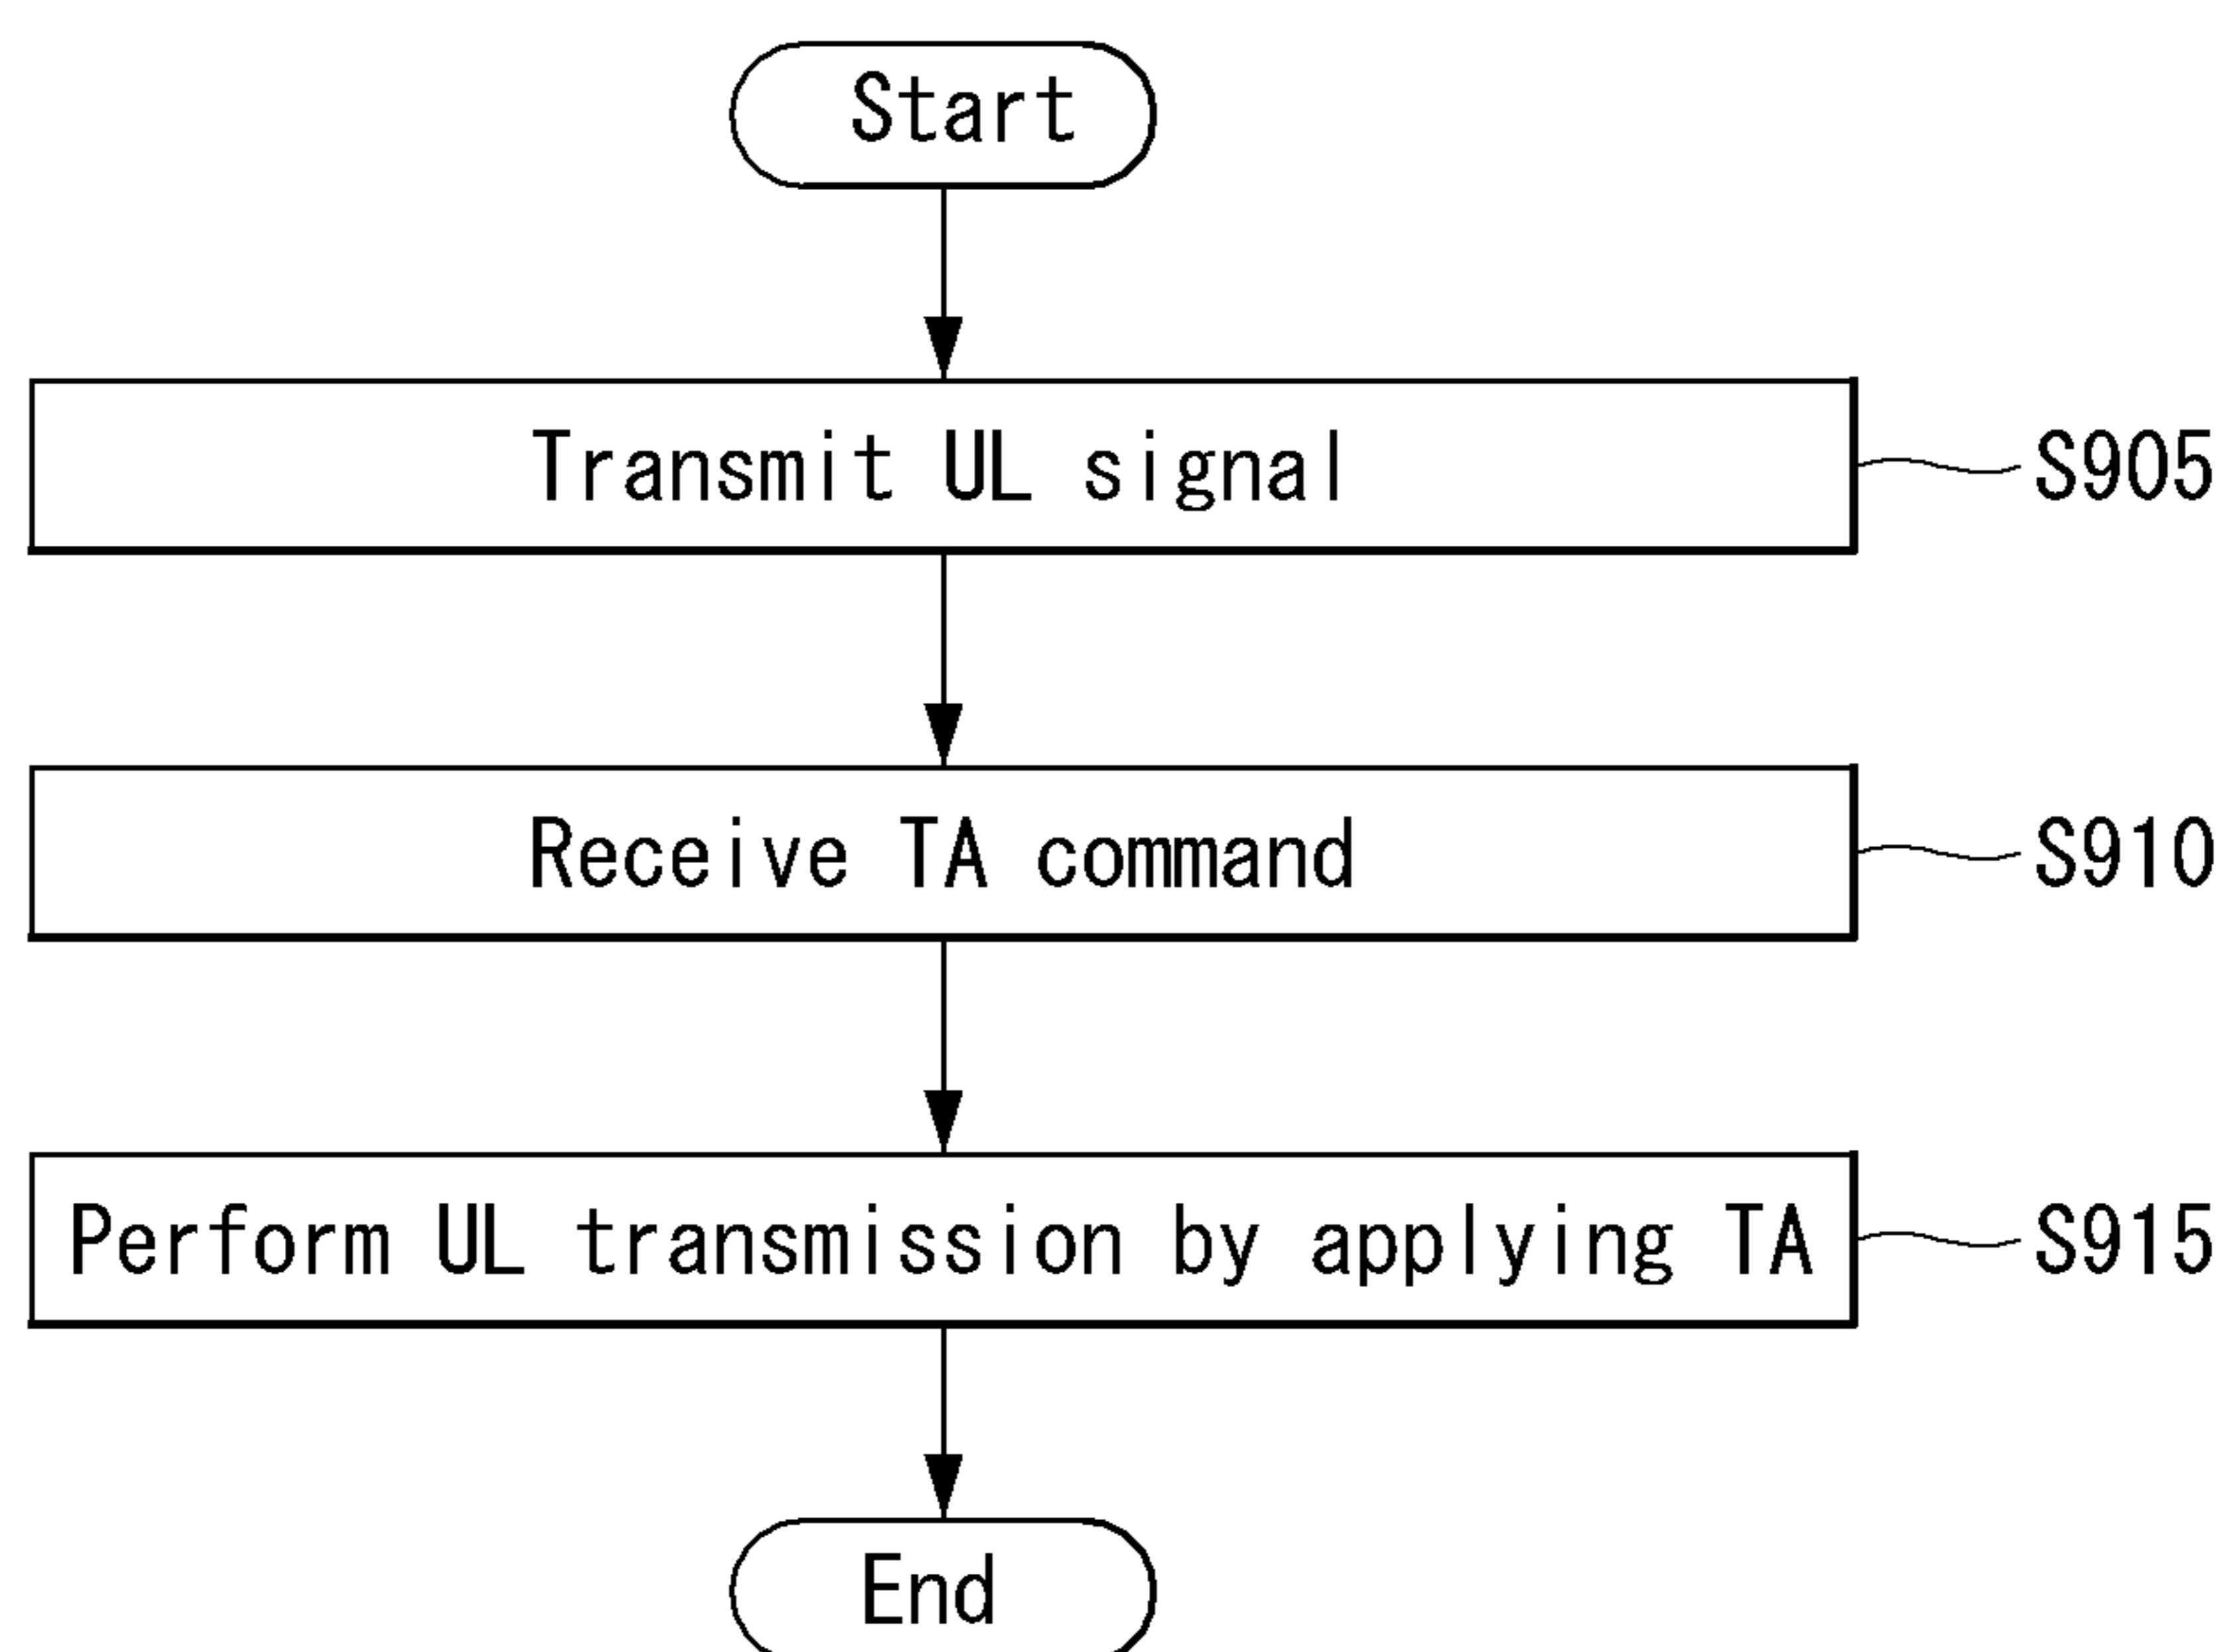 Start
Transmit UL signal
S905
Receive TA command
S910
Perform UL transmission by applying TA
S915
End